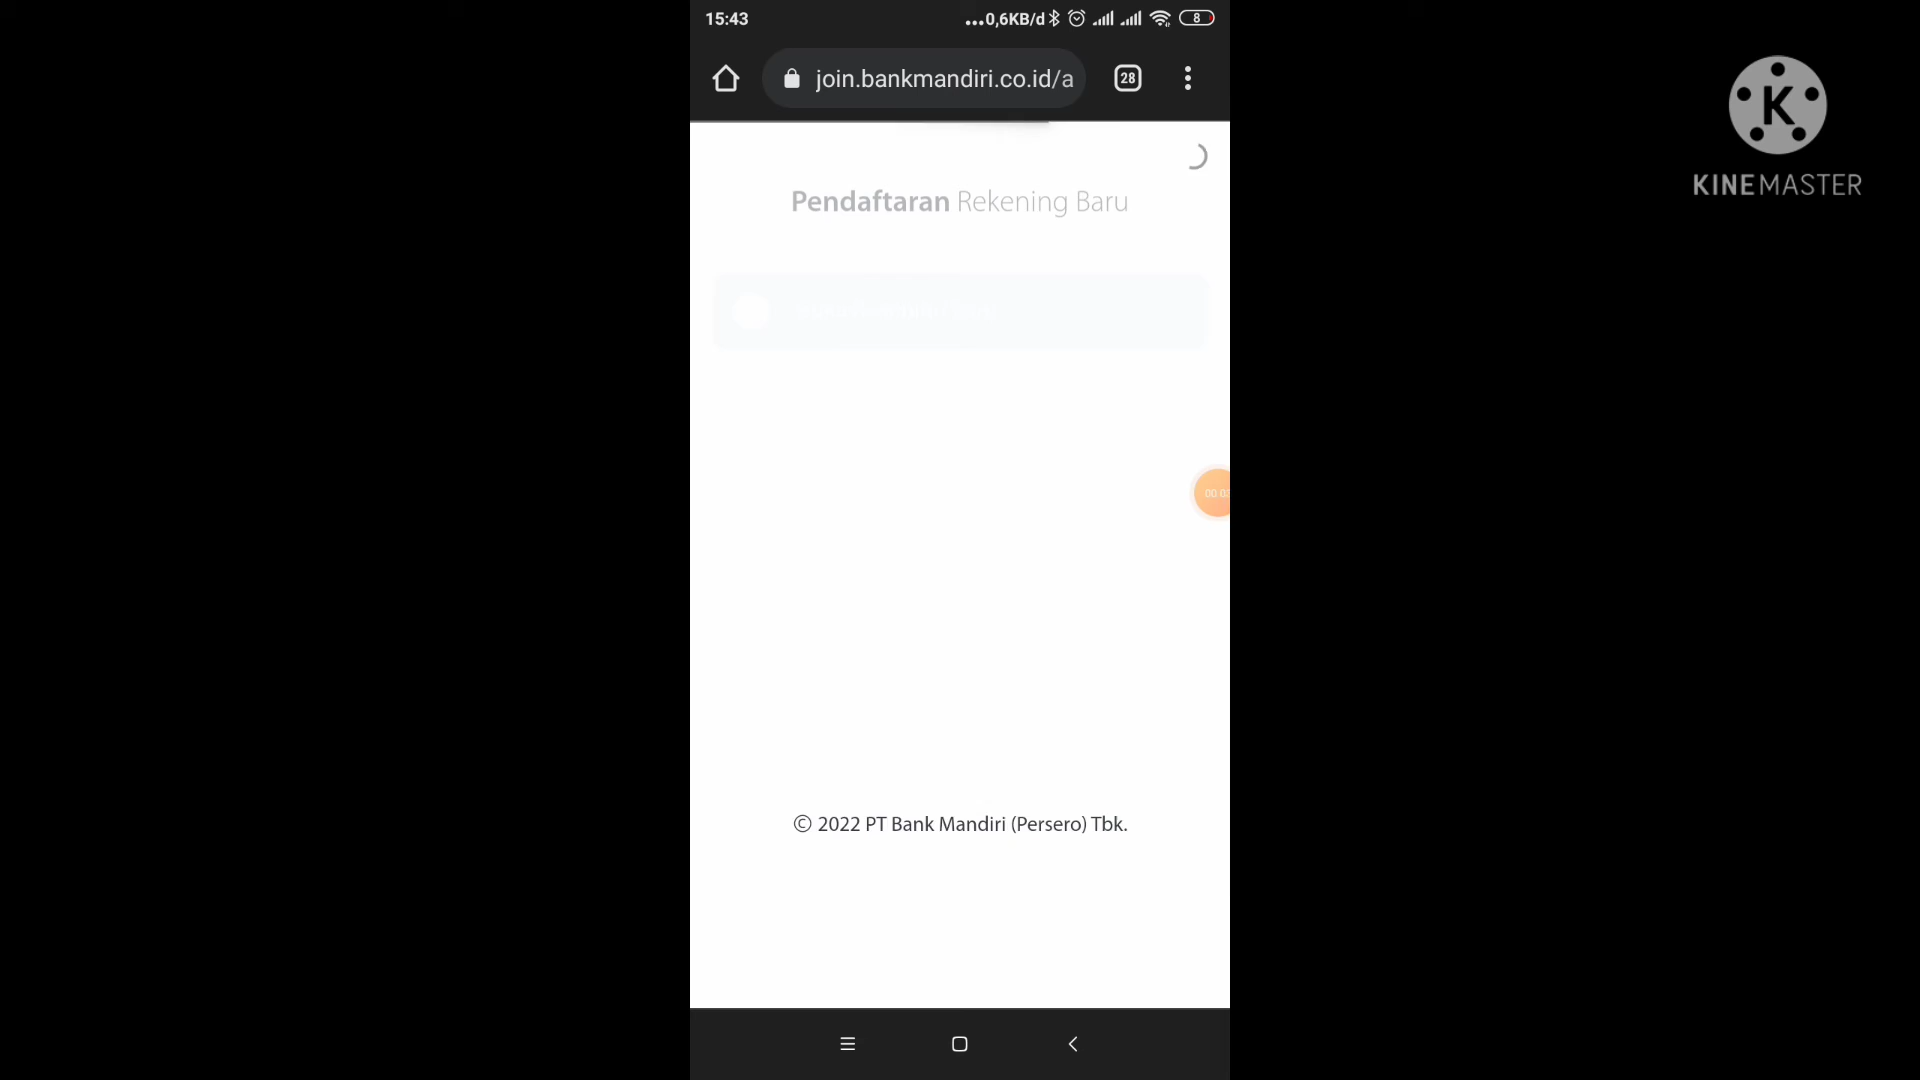 15:43
...0,6KB/d
8
join.bankmandiri.co.id/a
28
K
KINEMASTER
Pendaftaran Rekening Baru
© 2022 PT Bank Mandiri (Persero) Tbk.